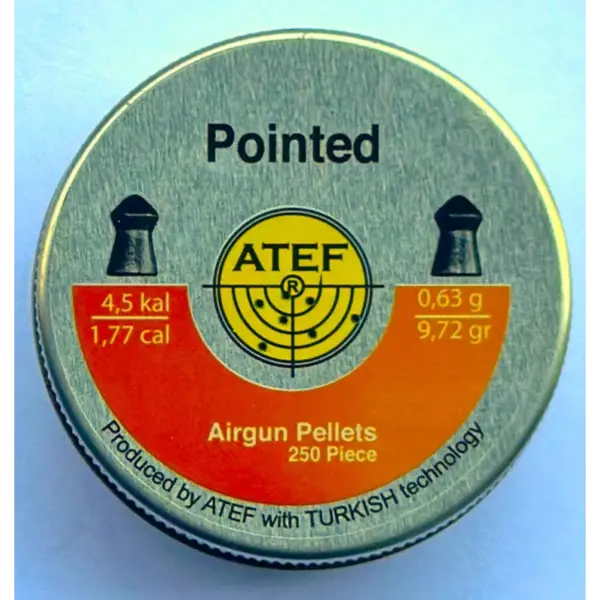 Pointed
ATEF
®
4,5 kal
1,77 cal
0,63 g
9,72 gr
Airgun Pellets
250 Piece
Produced by ATEF with TURKISH technology